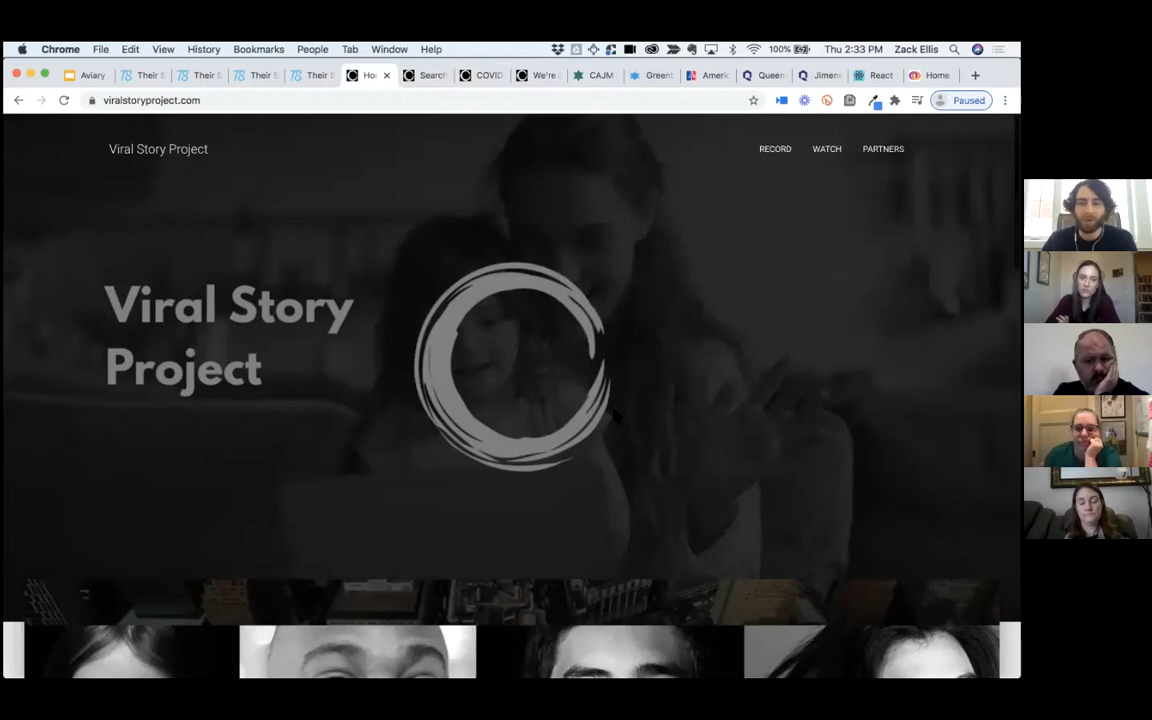 Chrome File Edit View History Bookmarks People Tab Window Help 100% Thu 2:33 PM Zack Ellis
Aviary Their S Their S Their S Their S Ho Search COVID We're CAJM Green Americ Queen Jimen React Home
viralstoryproject.com Paused
Viral Story Project RECORD WATCH PARTNERS
Viral Story
Project